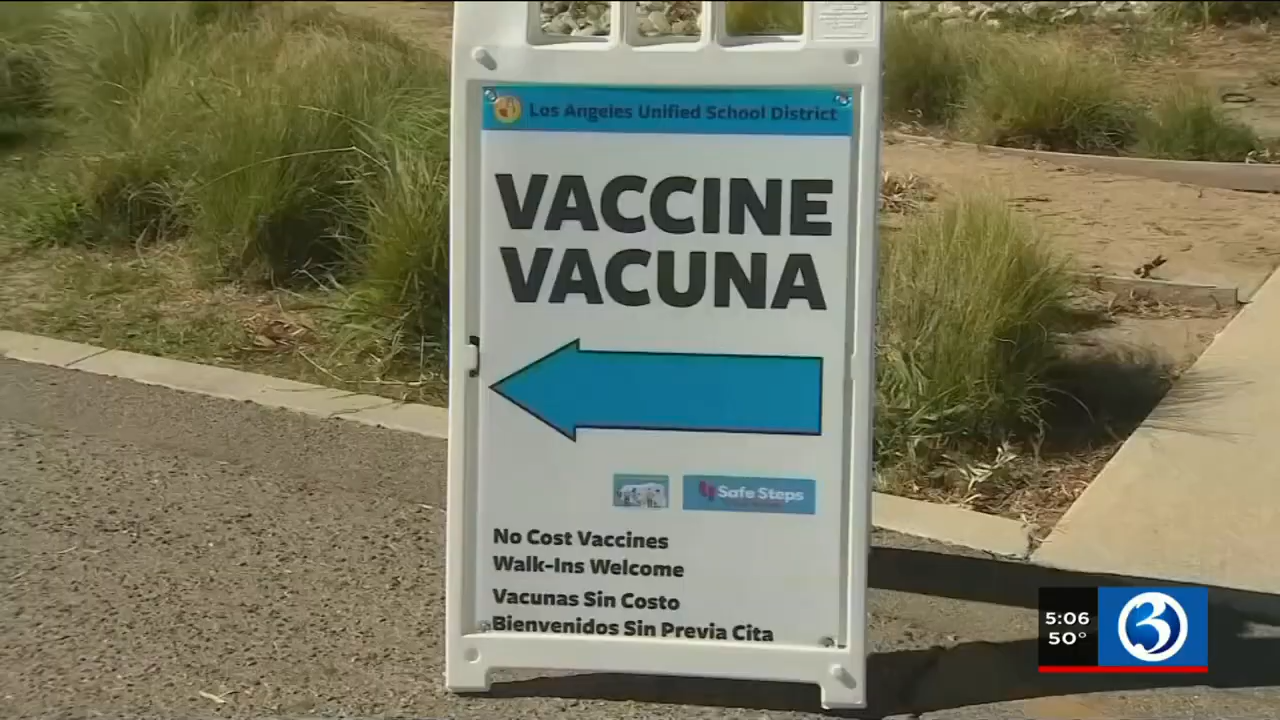 Los Angeles Unified School District
VACCINE
VACUNA
Safe Steps
No Cost Vaccines
Walk-Ins Welcome
Vacunas Sin Costo
Bienvenidos Sin Previa Cita
5:06
50°
3